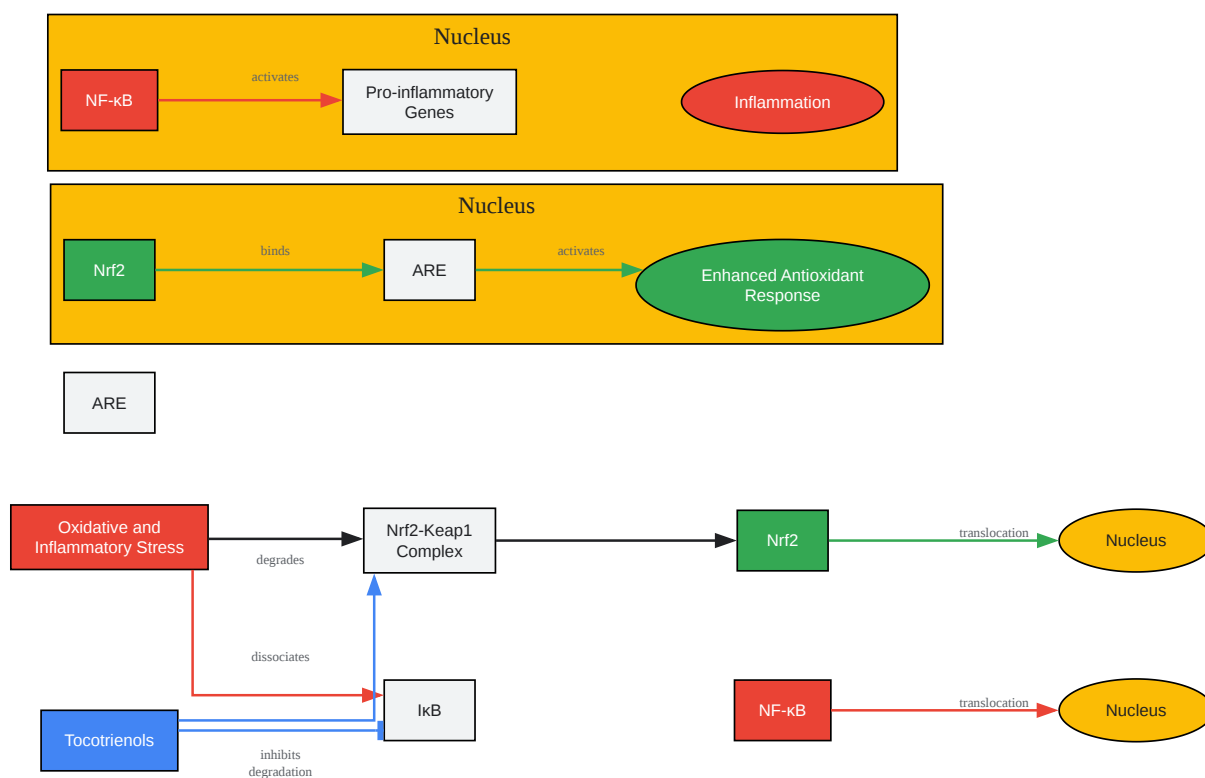 Nucleus
NF-κB
activates
Pro-inflammatory
Genes
Inflammation
Nucleus
Nrf2
binds
ARE
activates
Enhanced Antioxidant
Response
ARE
Oxidative and
Inflammatory Stress
degrades
Nrf2-Keap1
Complex
Nrf2
translocation
Nucleus
dissociates
IκB
NF-κB
translocation
Nucleus
Tocotrienols
inhibits
degradation